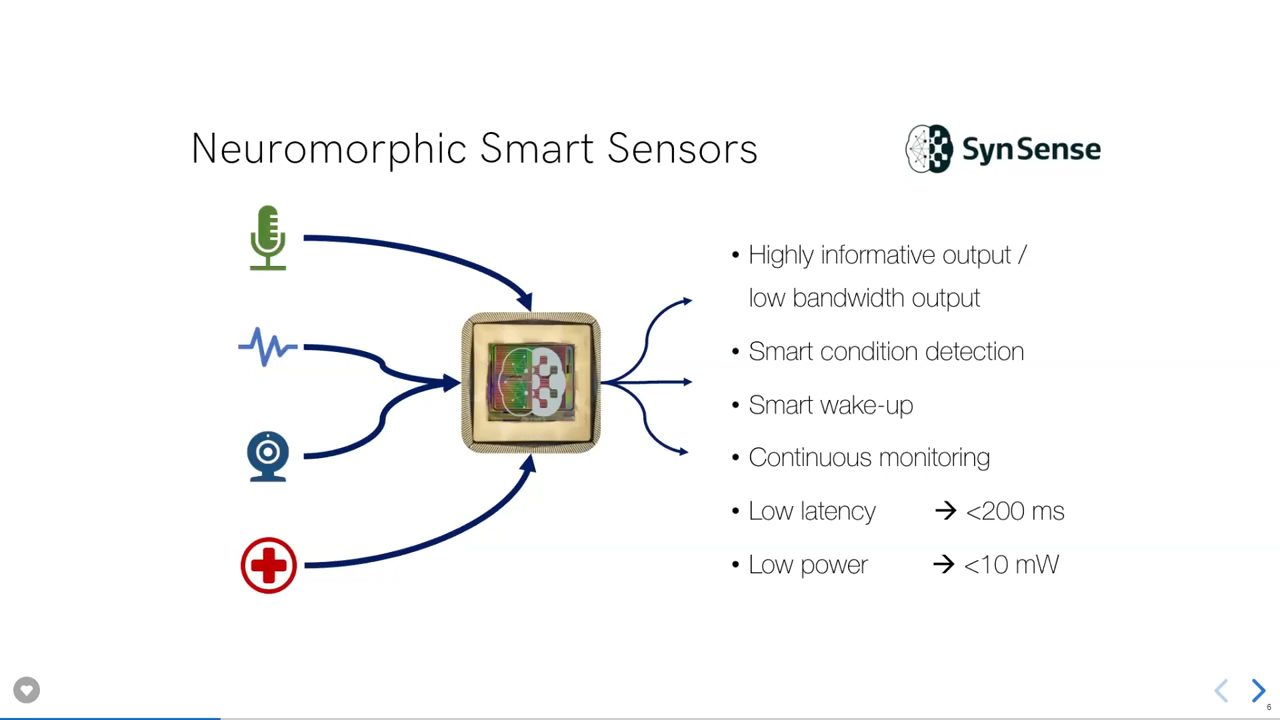 Neuromorphic Smart Sensors
SynSense
• Highly informative output /
low bandwidth output
• Smart condition detection
• Smart wake-up
• Continuous monitoring
• Low latency → <200 ms
• Low power → <10 mW
6